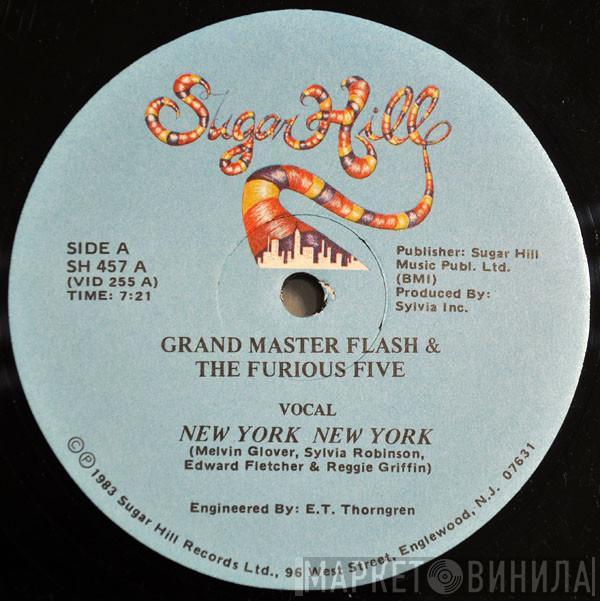 Sugar Hill
SIDE A
SH 457 A
(VID 255 A)
TIME: 7:21
Publisher: Sugar Hill
Music Publ. Ltd.
(BMI)
Produced By:
Sylvia Inc.
GRAND MASTER FLASH &
THE FURIOUS FIVE
VOCAL
NEW YORK NEW YORK
(Melvin Glover, Sylvia Robinson,
Edward Fletcher & Reggie Griffin)
Engineered By: E.T. Thorngren
©℗1983 Sugar Hill Records Ltd., 96 West Street, Englewood, N.J. 07631
МАРКЕТ ВИНИЛА